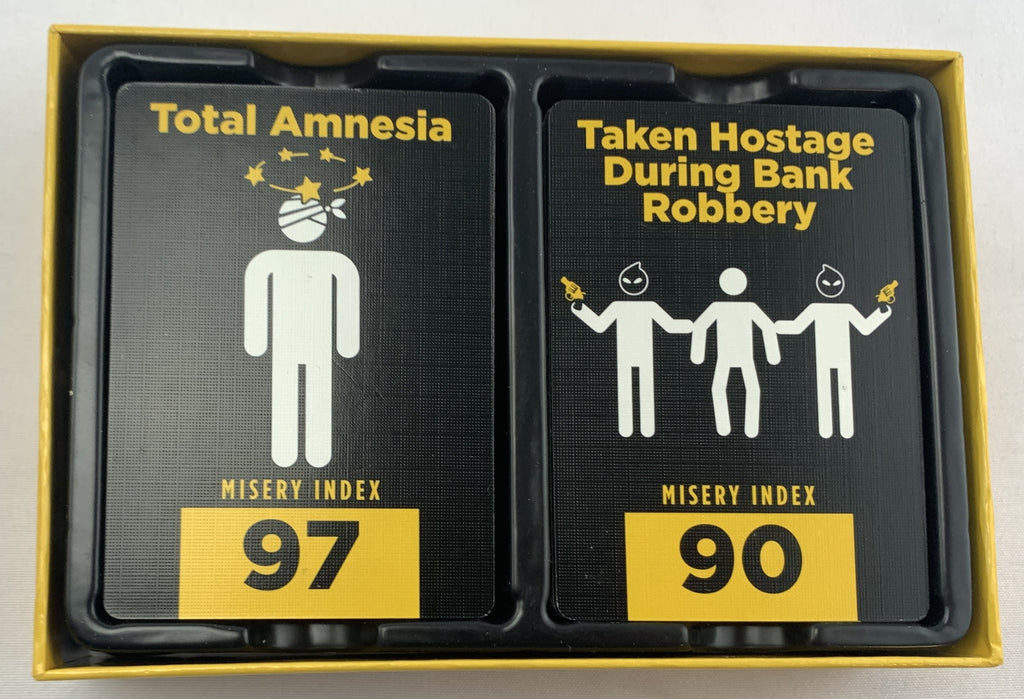 Total Amnesia
MISERY INDEX
97
Taken Hostage
During Bank
Robbery
MISERY INDEX
90